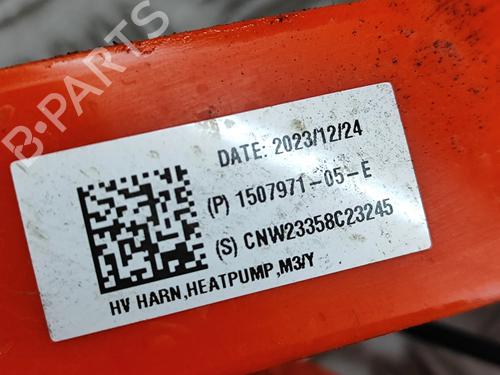 B-PARTS
DATE: 2023/12/24
(P) 1507971-05-E
(S) CNW23358C23245
HV HARN,HEATPUMP,M3/Y